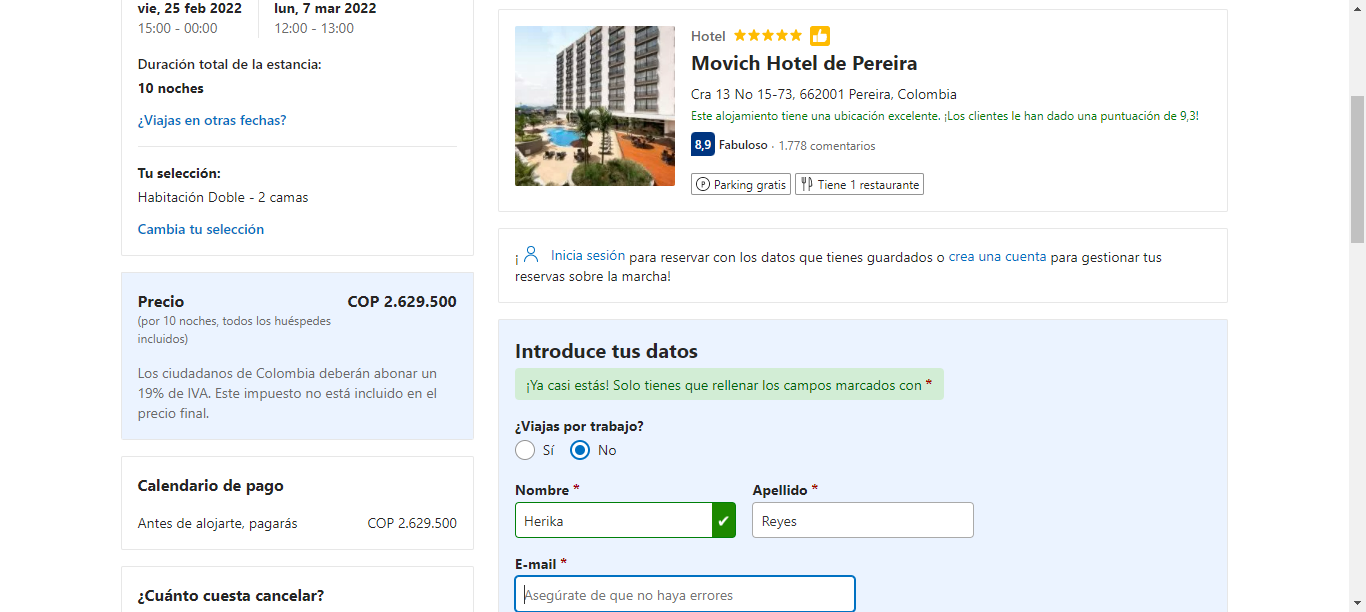 vie, 25 feb 2022
lun, 7 mar 2022
15:00 - 00:00
12:00 - 13:00
Duración total de la estancia:
10 noches
¿Viajas en otras fechas?
Tu selección:
Habitación Doble - 2 camas
Cambia tu selección
Precio
COP 2.629.500
(por 10 noches, todos los huéspedes
incluidos)
Los ciudadanos de Colombia deberán abonar un
19% de IVA. Este impuesto no está incluido en el
precio final.
Calendario de pago
Antes de alojarte, pagarás
COP 2.629.500
¿Cuánto cuesta cancelar?
Hotel
Movich Hotel de Pereira
Cra 13 No 15-73, 662001 Pereira, Colombia
Este alojamiento tiene una ubicación excelente. ¡Los clientes le han dado una puntuación de 9,3!
8,9 Fabuloso · 1.778 comentarios
P Parking gratis
Tiene 1 restaurante
¡ Inicia sesión para reservar con los datos que tienes guardados o crea una cuenta para gestionar tus
reservas sobre la marcha!
Introduce tus datos
¡Ya casi estás! Solo tienes que rellenar los campos marcados con *
¿Viajas por trabajo?
Sí
No
Nombre *
Apellido *
Herika
Reyes
E-mail *
Asegúrate de que no haya errores